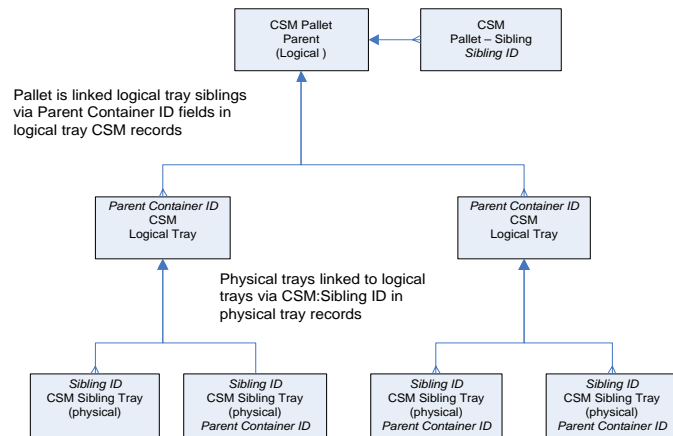 CSM Pallet
Parent
(Logical )
CSM
Pallet – Sibling
Sibling ID
Pallet is linked logical tray siblings
via Parent Container ID fields in
logical tray CSM records
Parent Container ID
CSM
Logical Tray
Parent Container ID
CSM
Logical Tray
Physical trays linked to logical
trays via CSM:Sibling ID in
physical tray records
Sibling ID
CSM Sibling Tray
(physical)
Sibling ID
CSM Sibling Tray
(physical)
Parent Container ID
Sibling ID
CSM Sibling Tray
(physical)
Parent Container ID
Sibling ID
CSM Sibling Tray
(physical)
Parent Container ID